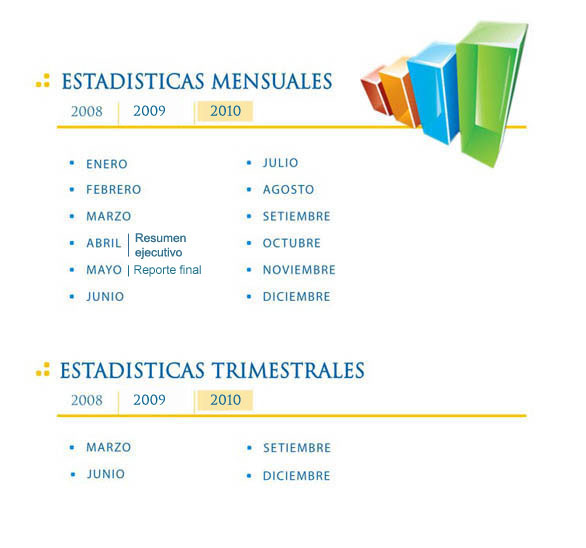 ESTADISTICAS MENSUALES
2008 2009 2010
ENERO
FEBRERO
MARZO
ABRIL | Resumen
ejecutivo
MAYO | Reporte final
JUNIO
JULIO
AGOSTO
SETIEMBRE
OCTUBRE
NOVIEMBRE
DICIEMBRE
ESTADISTICAS TRIMESTRALES
2008 2009 2010
MARZO
JUNIO
SETIEMBRE
DICIEMBRE